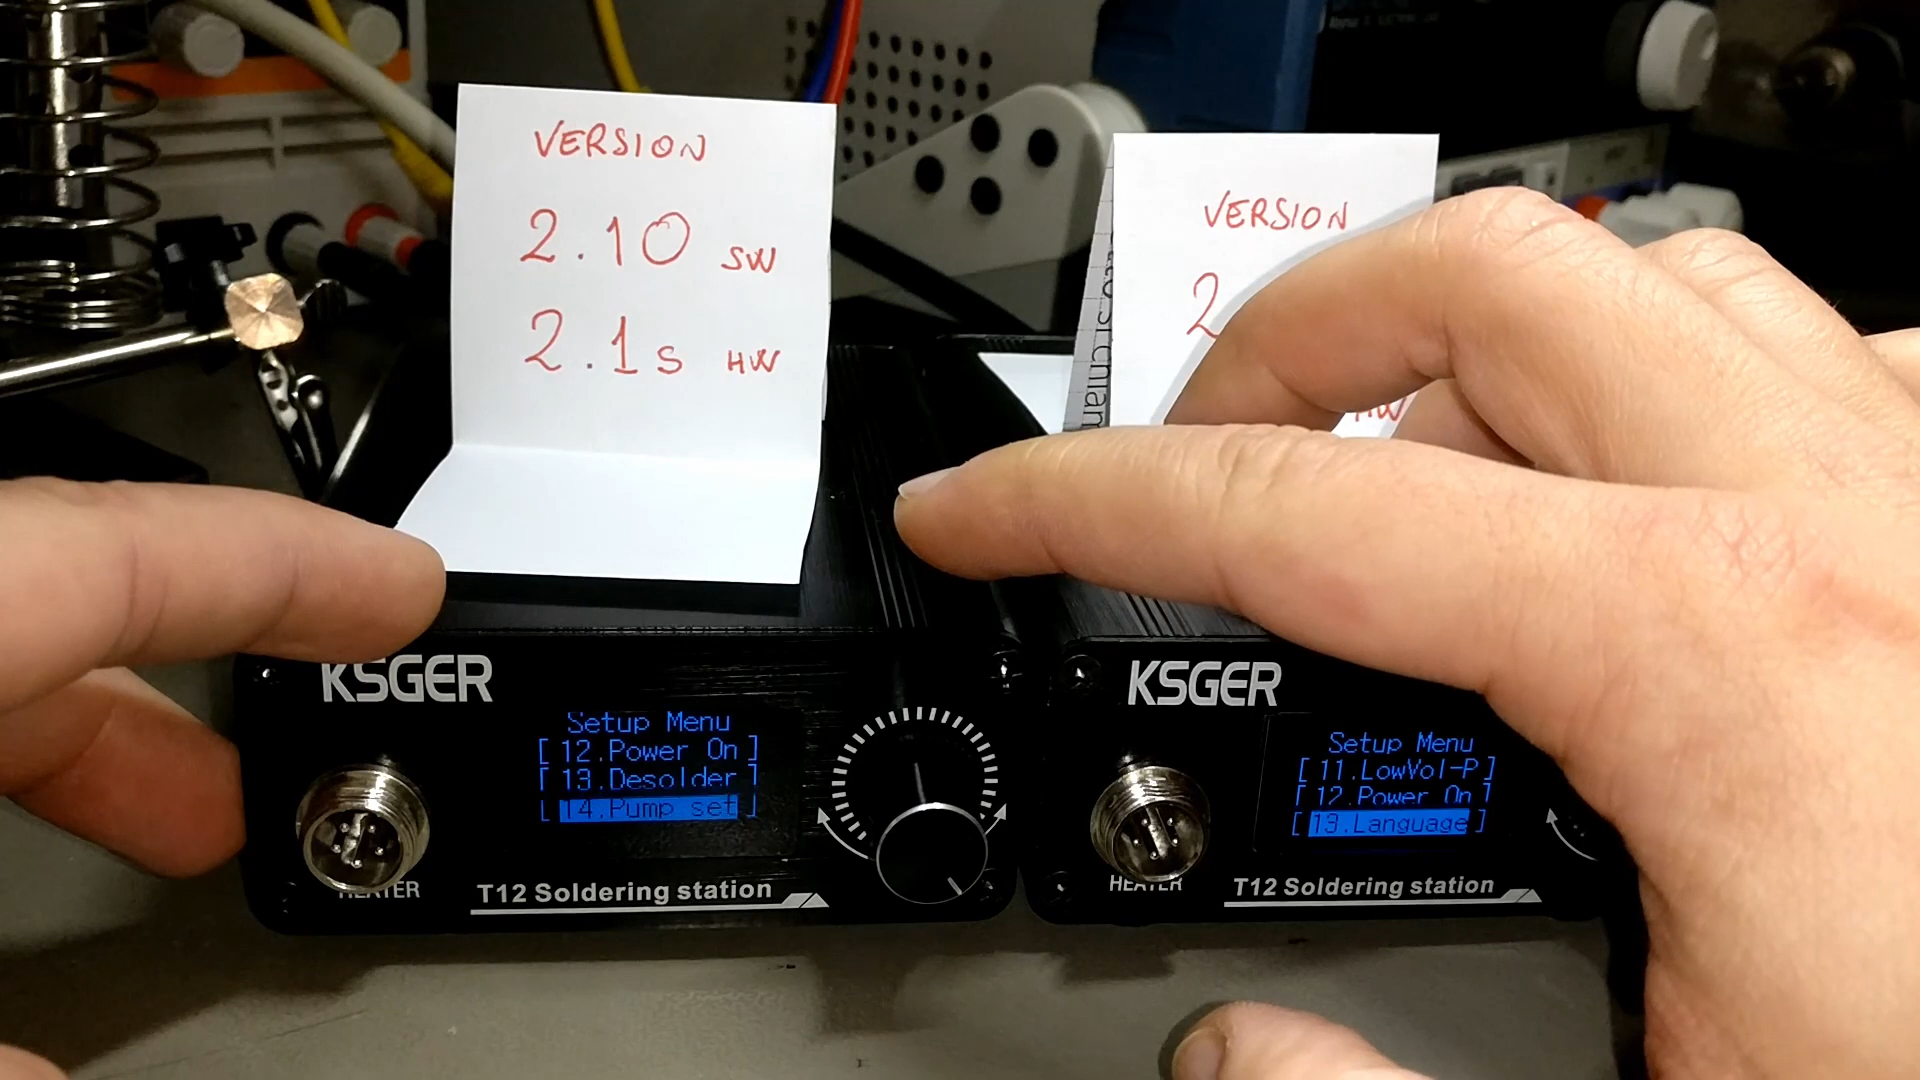 VERSION
2.10 SW
2.1s HW
VERSION
2
HW
KSGER
Setup Menu
[ 12.Power On ]
[ 13.Desolder ]
[ 14.Pump set ]
HEATER
T12 Soldering station
KSGER
Setup Menu
[ 11.LowVol-P ]
[ 12.Power On ]
[ 13.Language ]
HEATER
T12 Soldering station